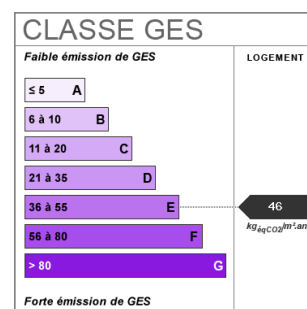 CLASSE GES
Faible émission de GES
LOGEMENT
≤ 5 A
6 à 10 B
11 à 20 C
21 à 35 D
36 à 55 E
46
kgéqCO2/m².an
56 à 80 F
> 80 G
Forte émission de GES